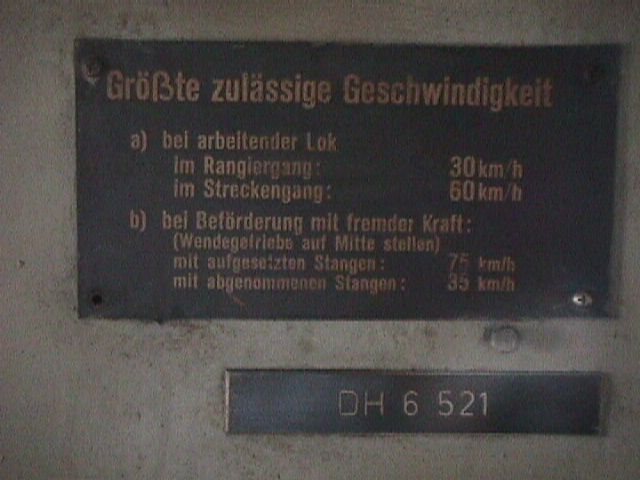 Größte zulässige Geschwindigkeit
a) bei arbeitender Lok
im Rangiergang: 30 km/h
im Streckengang: 60 km/h
b) bei Beförderung mit fremder Kraft:
(Wendegetriebe auf Mitte stellen)
mit aufgesetzten Stangen: 75 km/h
mit abgenommenen Stangen: 35 km/h
DH 6 521